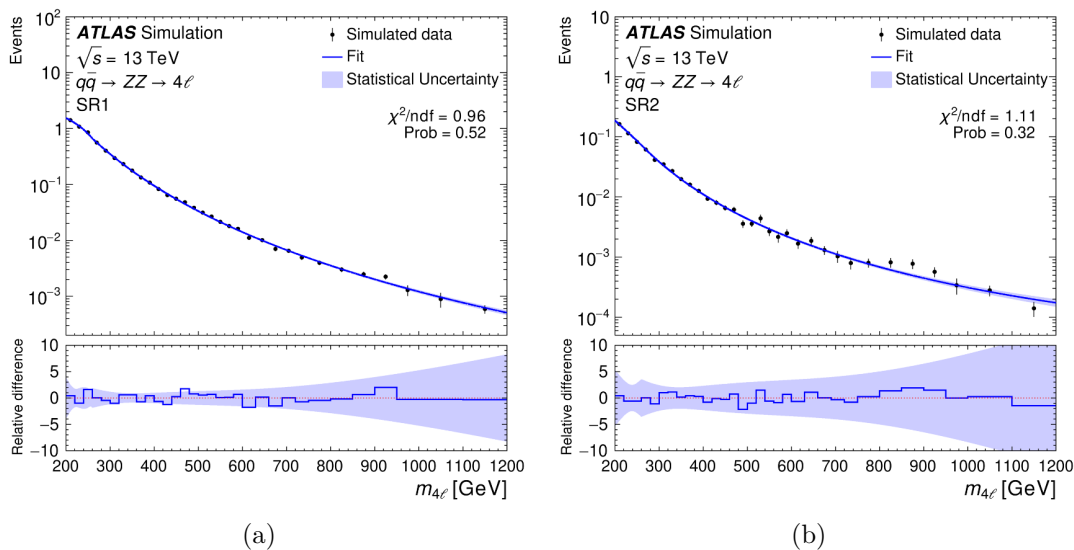 Events
10²
10
1
10⁻¹
10⁻²
10⁻³
ATLAS Simulation
√s = 13 TeV
qq̅ → ZZ → 4ℓ
SR1
Simulated data
Fit
Statistical Uncertainty
χ²/ndf = 0.96
Prob = 0.52
Relative difference
10
5
0
−5
−10
200 300 400 500 600 700 800 900 1000 1100 1200
m4ℓ [GeV]
(a)
Events
10
1
10⁻¹
10⁻²
10⁻³
10⁻⁴
ATLAS Simulation
√s = 13 TeV
qq̅ → ZZ → 4ℓ
SR2
Simulated data
Fit
Statistical Uncertainty
χ²/ndf = 1.11
Prob = 0.32
Relative difference
10
5
0
−5
−10
200 300 400 500 600 700 800 900 1000 1100 1200
m4ℓ [GeV]
(b)